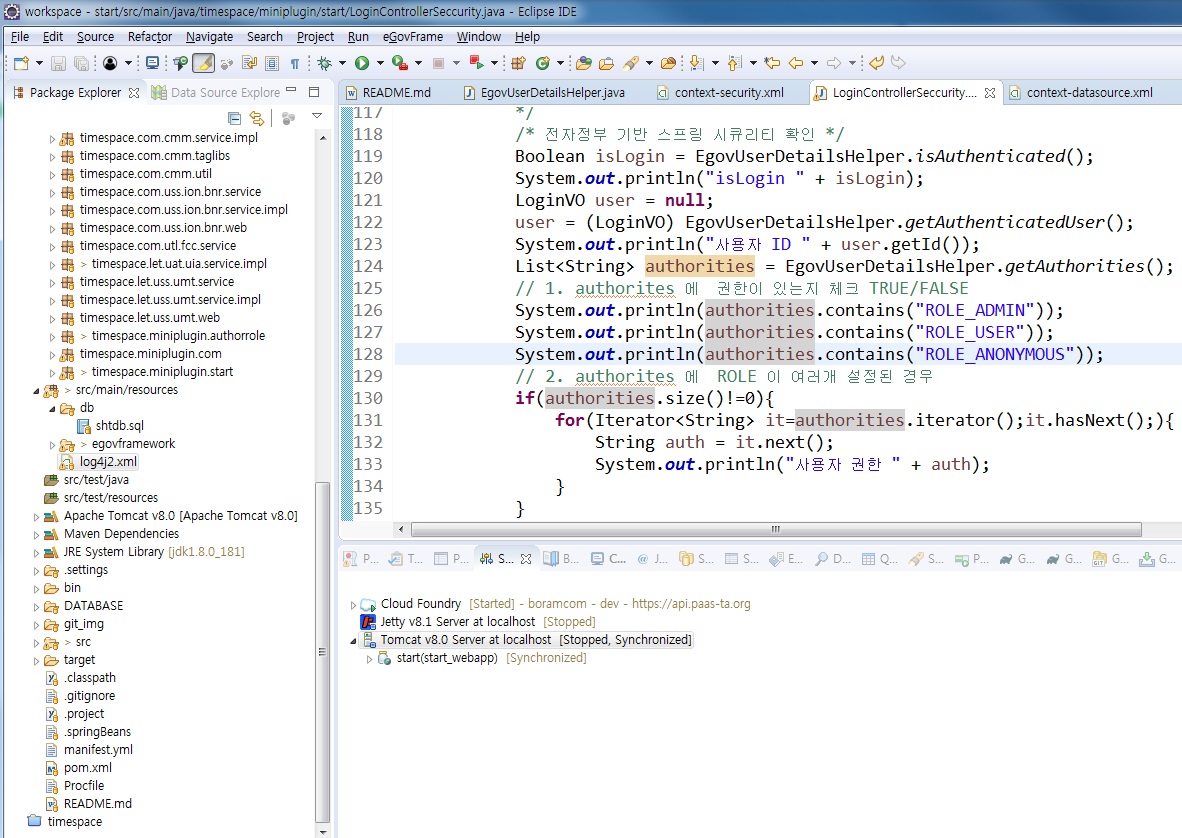 workspace - start/src/main/java/timespace/miniplugin/start/LoginControllerSeccurity.java - Eclipse IDE
File Edit Source Refactor Navigate Search Project Run eGovFrame Window Help
Package Explorer Data Source Explore
README.md EgovUserDetailsHelper.java context-security.xml LoginControllerSeccurity.... context-datasource.xml
timespace.com.cmm.service.impl
timespace.com.cmm.taglibs
timespace.com.cmm.util
timespace.com.uss.ion.bnr.service
timespace.com.uss.ion.bnr.service.impl
timespace.com.uss.ion.bnr.web
timespace.com.utl.fcc.service
> timespace.let.uat.uia.service.impl
timespace.let.uss.umt.service
timespace.let.uss.umt.service.impl
timespace.let.uss.umt.web
> timespace.miniplugin.authorrole
timespace.miniplugin.com
> timespace.miniplugin.start
> src/main/resources
db
shtdb.sql
> egovframework
log4j2.xml
src/test/java
src/test/resources
Apache Tomcat v8.0 [Apache Tomcat v8.0]
Maven Dependencies
JRE System Library [jdk1.8.0_181]
.settings
bin
DATABASE
git_img
> src
target
.classpath
.gitignore
.project
.springBeans
manifest.yml
pom.xml
Procfile
README.md
timespace
117 */
118 /* 전자정부 기반 스프링 시큐리티 확인 */
119 Boolean isLogin = EgovUserDetailsHelper.isAuthenticated();
120 System.out.println("isLogin " + isLogin);
121 LoginVO user = null;
122 user = (LoginVO) EgovUserDetailsHelper.getAuthenticatedUser();
123 System.out.println("사용자 ID " + user.getId());
124 List<String> authorities = EgovUserDetailsHelper.getAuthorities();
125 // 1. authorites 에  권한이 있는지 체크 TRUE/FALSE
126 System.out.println(authorities.contains("ROLE_ADMIN"));
127 System.out.println(authorities.contains("ROLE_USER"));
128 System.out.println(authorities.contains("ROLE_ANONYMOUS"));
129 // 2. authorites 에  ROLE 이 여러개 설정된 경우
130 if(authorities.size()!=0){
131 for(Iterator<String> it=authorities.iterator();it.hasNext();){
132 String auth = it.next();
133 System.out.println("사용자 권한 " + auth);
134 }
135 }
P... T... P... S... B... C... J... S... S... E... D... Q... S... P... G... G... G... G...
Cloud Foundry [Started] - boramcom - dev - https://api.paas-ta.org
Jetty v8.1 Server at localhost [Stopped]
Tomcat v8.0 Server at localhost [Stopped, Synchronized]
start(start_webapp) [Synchronized]